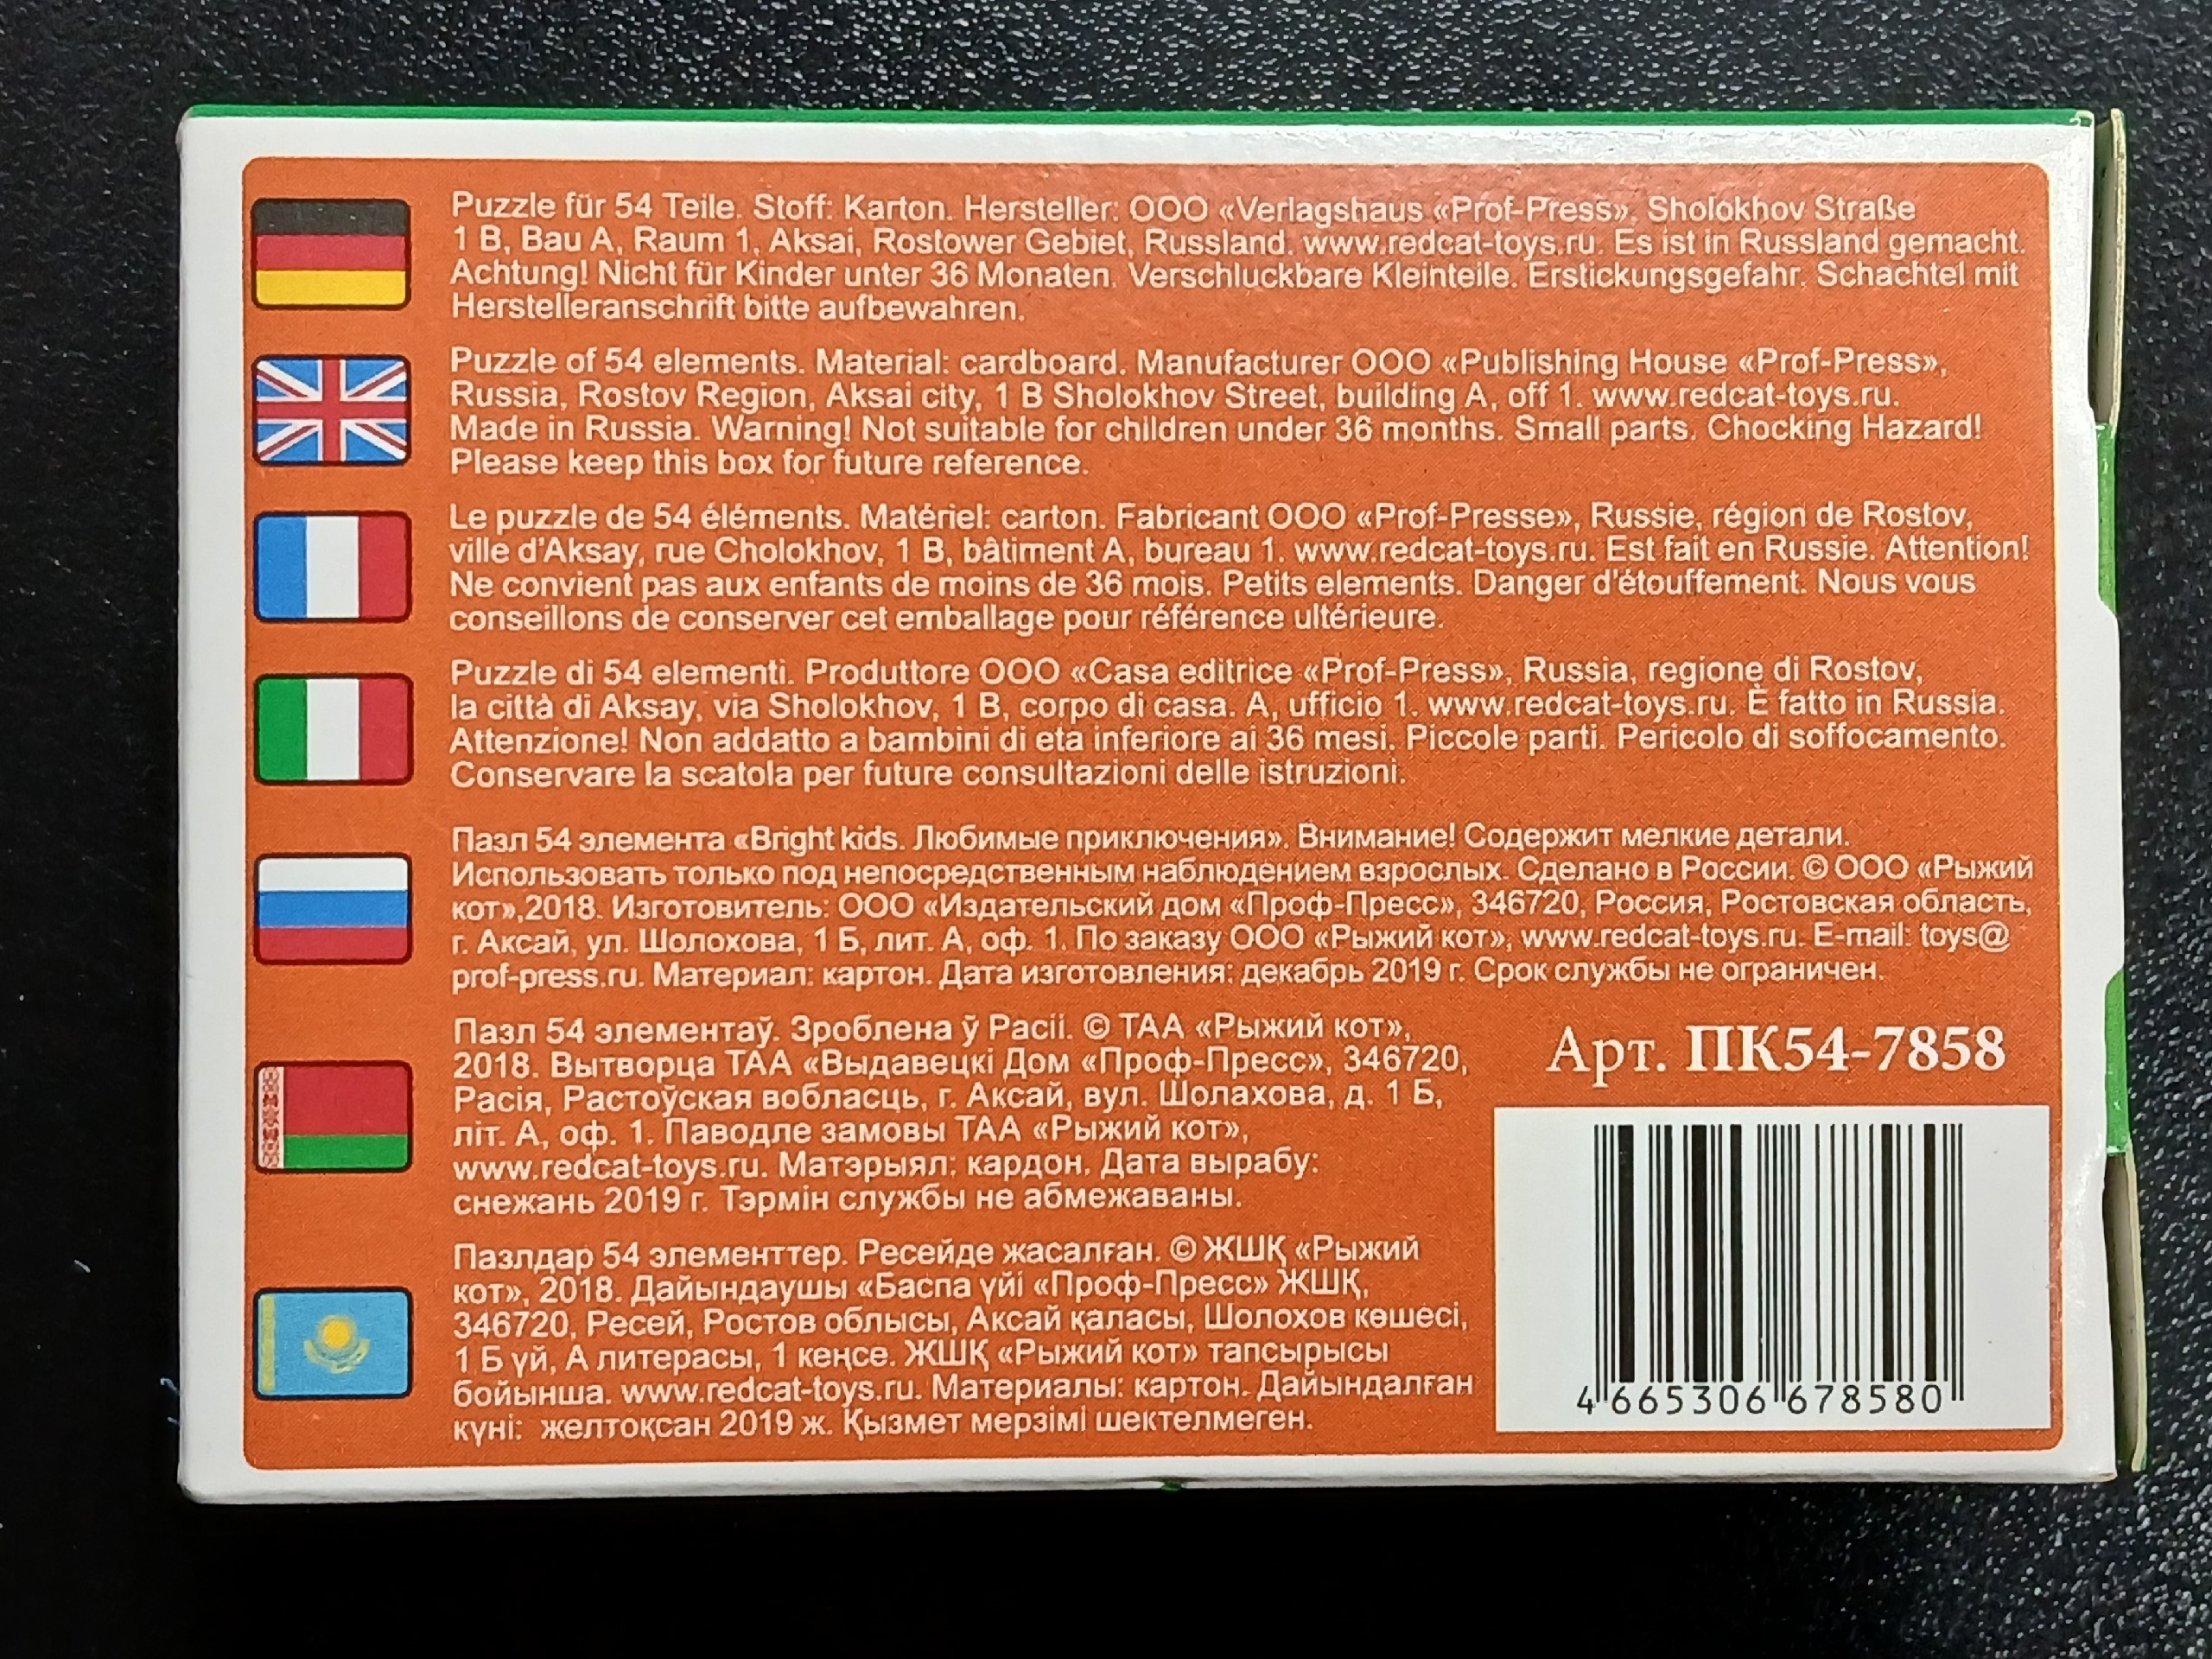 Puzzle für 54 Teile. Stoff: Karton. Hersteller: OOO «Verlagshaus «Prof-Press», Sholokhov Straße
1 B, Bau A, Raum 1, Aksai, Rostower Gebiet, Russland. www.redcat-toys.ru. Es ist in Russland gemacht.
Achtung! Nicht für Kinder unter 36 Monaten. Verschluckbare Kleinteile. Erstickungsgefahr. Schachtel mit
Herstelleranschrift bitte aufbewahren.
Puzzle of 54 elements. Material: cardboard. Manufacturer OOO «Publishing House «Prof-Press»,
Russia, Rostov Region, Aksai city, 1 B Sholokhov Street, building A, off 1. www.redcat-toys.ru.
Made in Russia. Warning! Not suitable for children under 36 months. Small parts. Chocking Hazard!
Please keep this box for future reference.
Le puzzle de 54 éléments. Matériel: carton. Fabricant OOO «Prof-Presse», Russie, région de Rostov,
ville d'Aksay, rue Cholokhov, 1 B, bâtiment A, bureau 1. www.redcat-toys.ru. Est fait en Russie. Attention!
Ne convient pas aux enfants de moins de 36 mois. Petits elements. Danger d'étouffement. Nous vous
conseillons de conserver cet emballage pour référence ultérieure.
Puzzle di 54 elementi. Produttore OOO «Casa editrice «Prof-Press», Russia, regione di Rostov,
la città di Aksay, via Sholokhov, 1 B, corpo di casa. A, ufficio 1. www.redcat-toys.ru. È fatto in Russia.
Attenzione! Non addatto a bambini di età inferiore ai 36 mesi. Piccole parti. Pericolo di soffocamento.
Conservare la scatola per future consultazioni delle istruzioni.
Пазл 54 элемента «Bright kids. Любимые приключения». Внимание! Содержит мелкие детали.
Использовать только под непосредственным наблюдением взрослых. Сделано в России. © ООО «Рыжий
кот»,2018. Изготовитель: ООО «Издательский дом «Проф-Пресс», 346720, Россия, Ростовская область,
г. Аксай, ул. Шолохова, 1 Б, лит. А, оф. 1. По заказу ООО «Рыжий кот», www.redcat-toys.ru. E-mail: toys@
prof-press.ru. Материал: картон. Дата изготовления: декабрь 2019 г. Срок службы не ограничен.
Пазл 54 элементаў. Зроблена ў Расіі. © ТАА «Рыжий кот»,
2018. Вытворца ТАА «Выдавецкі Дом «Проф-Пресс», 346720,
Расія, Растоўская вобласць, г. Аксай, вул. Шолахова, д. 1 Б,
літ. А, оф. 1. Паводле замовы ТАА «Рыжий кот»,
www.redcat-toys.ru. Матэрыял: кардон. Дата вырабу:
снежань 2019 г. Тэрмін службы не абмежаваны.
Арт. ПК54-7858
Пазлдар 54 элементтер. Ресейде жасалған. © ЖШҚ «Рыжий
кот», 2018. Дайындаушы «Баспа үйі «Проф-Пресс» ЖШҚ,
346720, Ресей, Ростов облысы, Аксай қаласы, Шолохов көшесі,
1 Б үй, А литерасы, 1 кеңсе. ЖШҚ «Рыжий кот» тапсырысы
бойынша. www.redcat-toys.ru. Материалы: картон. Дайындалған
күні: желтоқсан 2019 ж. Қызмет мерзімі шектелмеген.
4 665306 678580